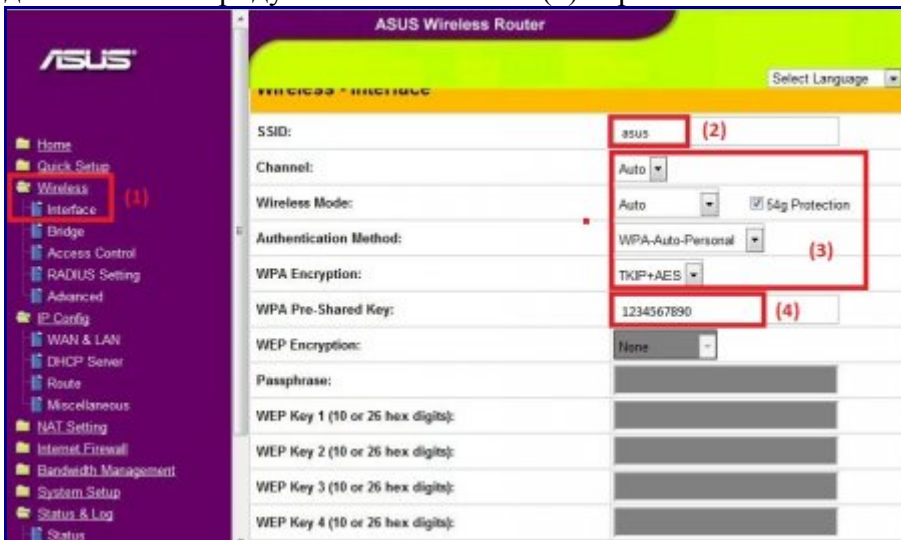 ASUS Wireless Router
ASUS
Select Language
Wireless - Interface
Home
Quick Setup
Wireless
(1)
Interface
Bridge
Access Control
RADIUS Setting
Advanced
IP Config
WAN & LAN
DHCP Server
Route
Miscellaneous
NAT Setting
Internet Firewall
Bandwidth Management
System Setup
Status & Log
Status
SSID: asus (2)
Channel: Auto
Wireless Mode: Auto 54g Protection
Authentication Method: WPA-Auto-Personal
(3)
WPA Encryption: TKIP+AES
WPA Pre-Shared Key: 1234567890 (4)
WEP Encryption: None
Passphrase:
WEP Key 1 (10 or 26 hex digits):
WEP Key 2 (10 or 26 hex digits):
WEP Key 3 (10 or 26 hex digits):
WEP Key 4 (10 or 26 hex digits):